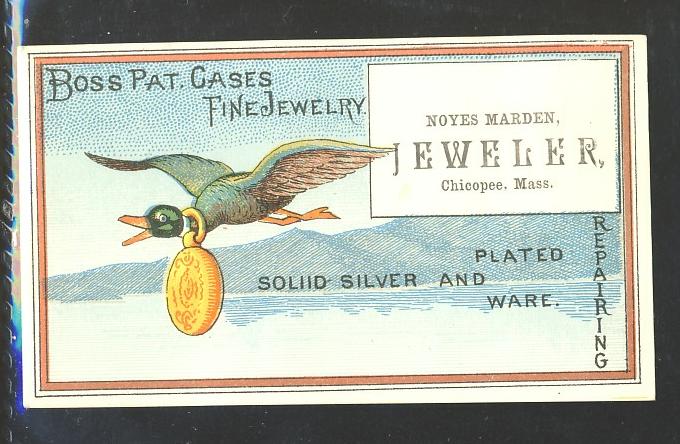 BOSS PAT. CASES
FINE JEWELRY.
NOYES MARDEN,
JEWELER,
Chicopee, Mass.
PLATED
SOLIID SILVER AND
WARE.
REPAIRING